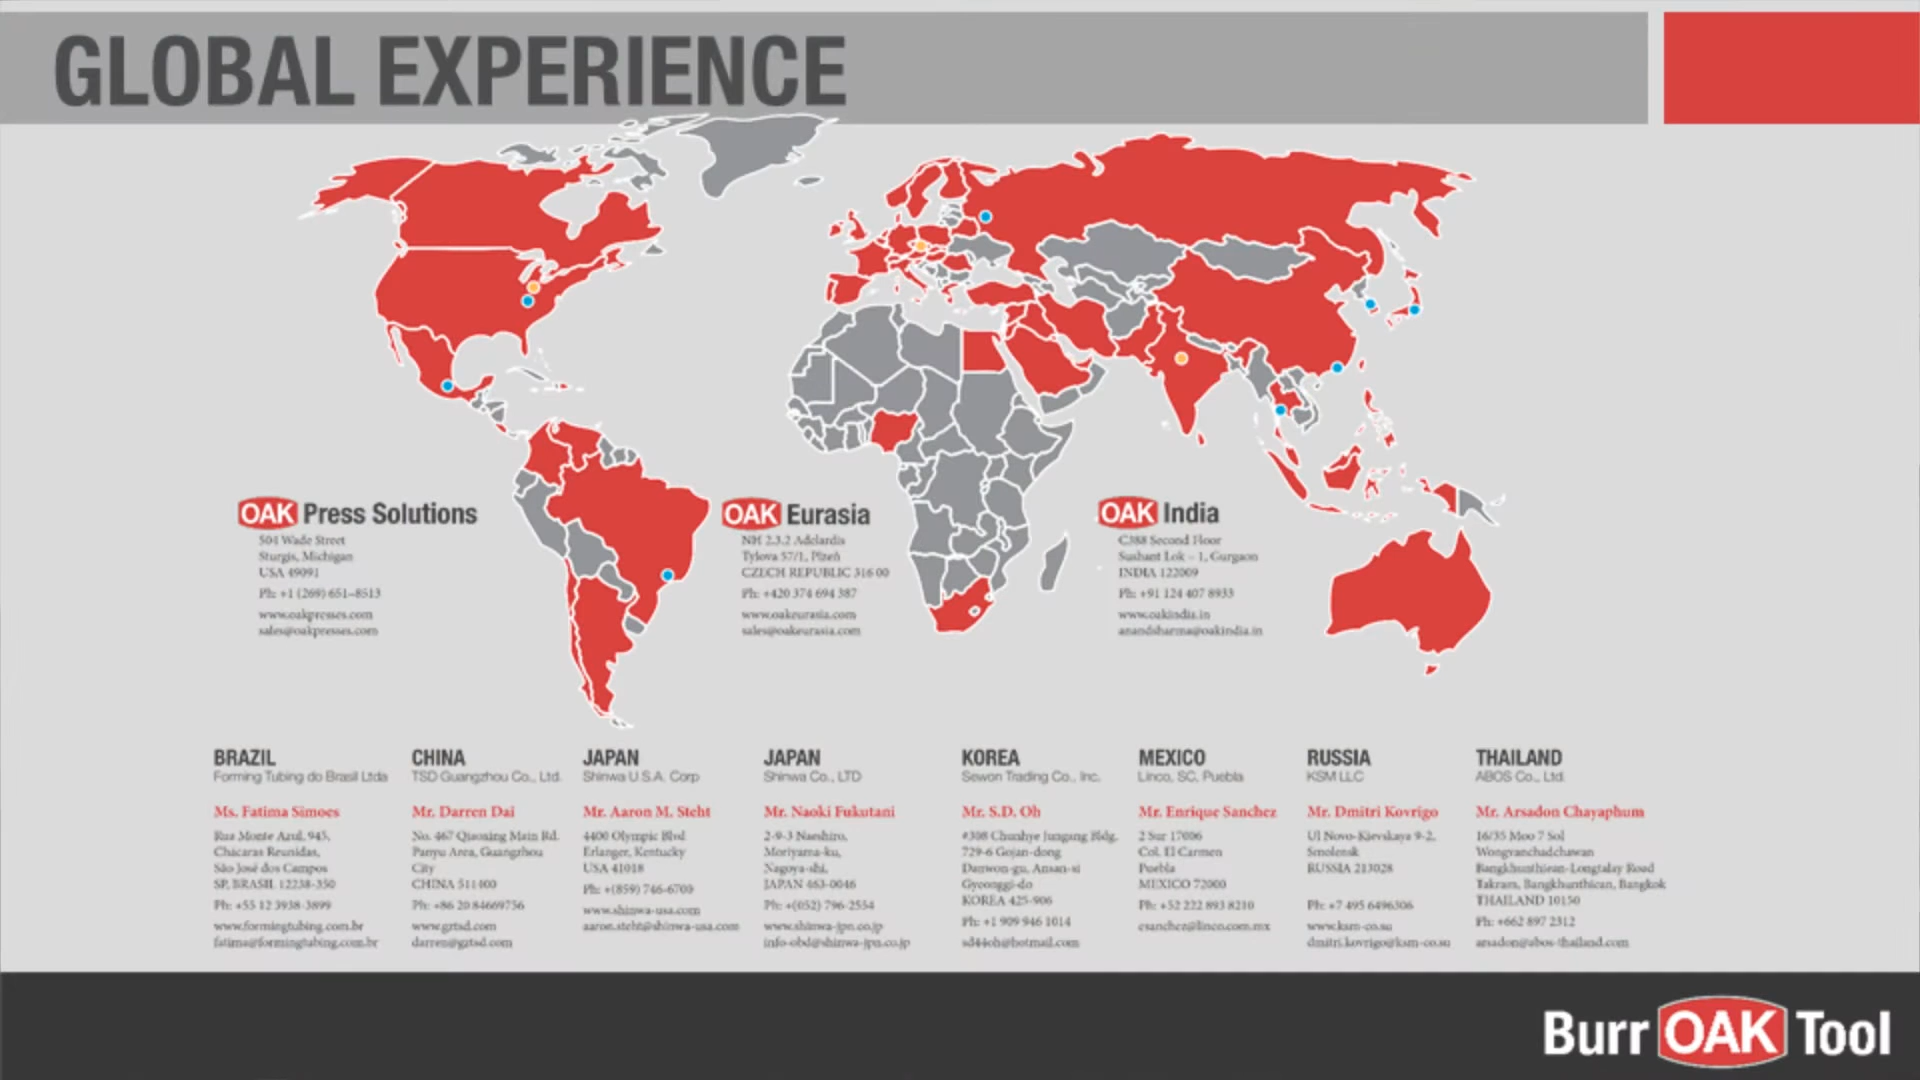 GLOBAL EXPERIENCE
OAK Press Solutions
504 Wade Street
Sturgis, Michigan
USA 49091
Ph: +1 (269) 651-8513
www.oakpresses.com
sales@oakpresses.com
OAK Eurasia
NH 2.3.2 Adelardis
Tylova 57/1, Plzeň
CZECH REPUBLIC 316 00
Ph: +420 374 694 387
www.oakeurasia.com
sales@oakeurasia.com
OAK India
C388 Second Floor
Sushant Lok – 1, Gurgaon
INDIA 122009
Ph: +91 124 407 8933
www.oakindia.in
anandsharma@oakindia.in
BRAZIL
Forming Tubing do Brasil Ltda
Ms. Fatima Simoes
Rua Monte Azul, 945,
Chácaras Reunidas,
São José dos Campos
SP, BRASIL 12238-350
Ph: +55 12 3938-3899
www.formingtubing.com.br
fatima@formingtubing.com.br
CHINA
TSD Guangzhou Co., Ltd.
Mr. Darren Dai
No. 467 Qiaoxing Main Rd.
Panyu Area, Guangzhou
City
CHINA 511400
Ph: +86 20 84669756
www.gztsd.com
darren@gztsd.com
JAPAN
Shinwa U.S.A. Corp
Mr. Aaron M. Steht
4400 Olympic Blvd
Erlanger, Kentucky
USA 41018
Ph: +(859) 746-6700
www.shinwa-usa.com
aaron.steht@shinwa-usa.com
JAPAN
Shinwa Co., LTD
Mr. Naoki Fukutani
2-9-3 Naeshiro,
Moriyama-ku,
Nagoya-shi,
JAPAN 463-0046
Ph: +(052) 796-2554
www.shinwa-jpn.co.jp
info-obd@shinwa-jpn.co.jp
KOREA
Sewon Trading Co., Inc.
Mr. S.D. Oh
#308 Chunhye Jungang Bldg.
729-6 Gojan-dong
Danwon-gu, Ansan-si
Gyeonggi-do
KOREA 425-906
Ph: +1 909 946 1014
sd44oh@hotmail.com
MEXICO
Linco, SC, Puebla
Mr. Enrique Sanchez
2 Sur 17006
Col. El Carmen
Puebla
MEXICO 72000
Ph: +52 222 893 8210
esanchez@linco.com.mx
RUSSIA
KSM LLC
Mr. Dmitri Kovrigo
Ul Novo-Kievskaya 9-2,
Smolensk
RUSSIA 213028
Ph: +7 495 6496306
www.ksm-co.su
dmitri.kovrigo@ksm-co.su
THAILAND
ABOS Co., Ltd.
Mr. Arsadon Chayaphum
16/35 Moo 7 Soi
Wongvanchadchawan
Bangkhunthiean-Longtalay Road
Takram, Bangkhunthiean, Bangkok
THAILAND 10150
Ph: +662 897 2312
arsadon@abos-thailand.com
Burr OAK Tool